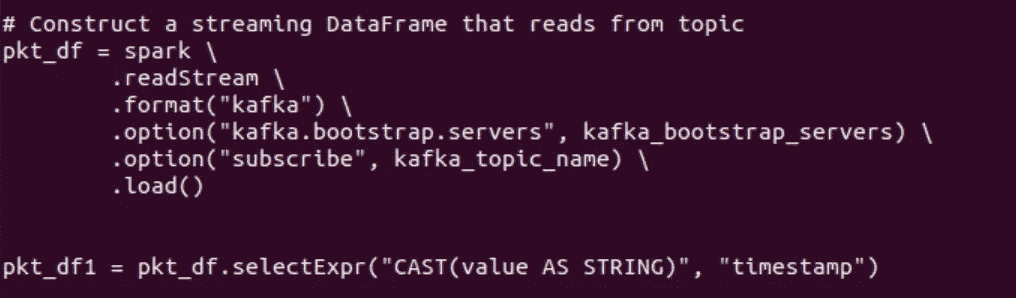 # Construct a streaming DataFrame that reads from topic
pkt_df = spark \
        .readStream \
        .format("kafka") \
        .option("kafka.bootstrap.servers", kafka_bootstrap_servers) \
        .option("subscribe", kafka_topic_name) \
        .load()
pkt_df1 = pkt_df.selectExpr("CAST(value AS STRING)", "timestamp")